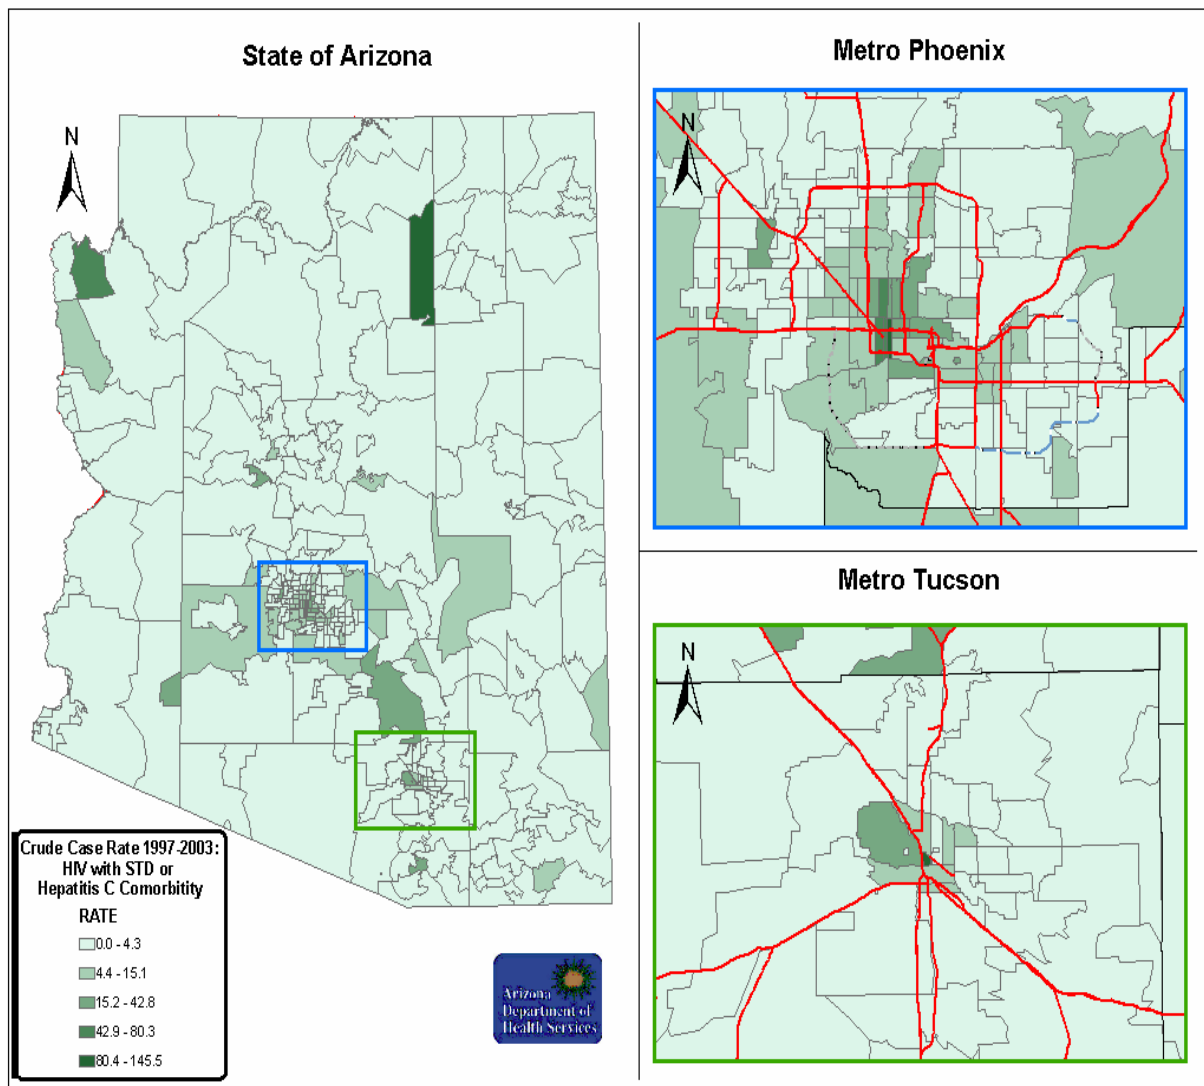 State of Arizona
N
Crude Case Rate 1997-2003:
HIV with STD or
Hepatitis C Comorbitity
RATE
0.0 - 4.3
4.4 - 15.1
15.2 - 42.8
42.9 - 80.3
80.4 - 145.5
Arizona
Department of
Health Services
Metro Phoenix
N
Metro Tucson
N